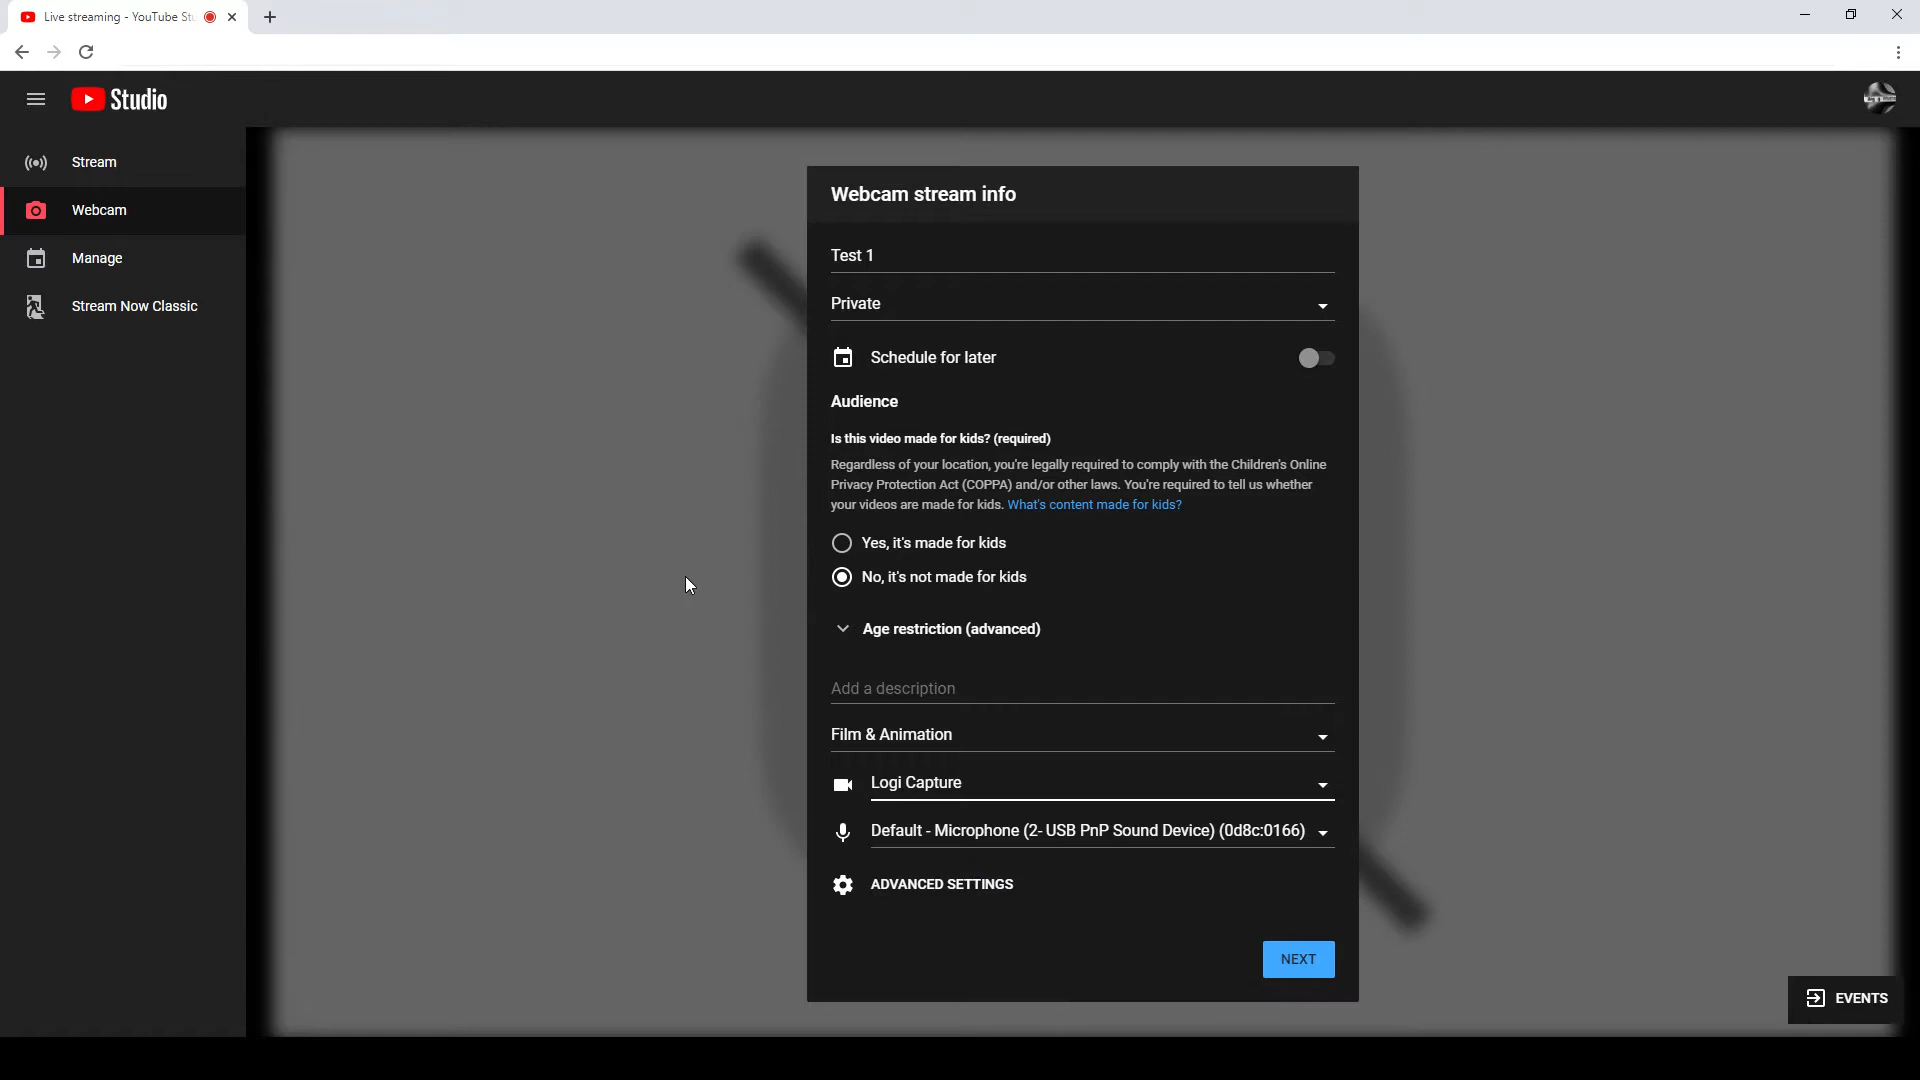 Live streaming - YouTube Stu
Studio
Stream
Webcam
Manage
Stream Now Classic
Webcam stream info
Test 1
Private
Schedule for later
Audience
Is this video made for kids? (required)
Regardless of your location, you're legally required to comply with the Children's Online
Privacy Protection Act (COPPA) and/or other laws. You're required to tell us whether
your videos are made for kids. What's content made for kids?
Yes, it's made for kids
No, it's not made for kids
Age restriction (advanced)
Add a description
Film & Animation
Logi Capture
Default - Microphone (2- USB PnP Sound Device) (0d8c:0166)
ADVANCED SETTINGS
NEXT
EVENTS